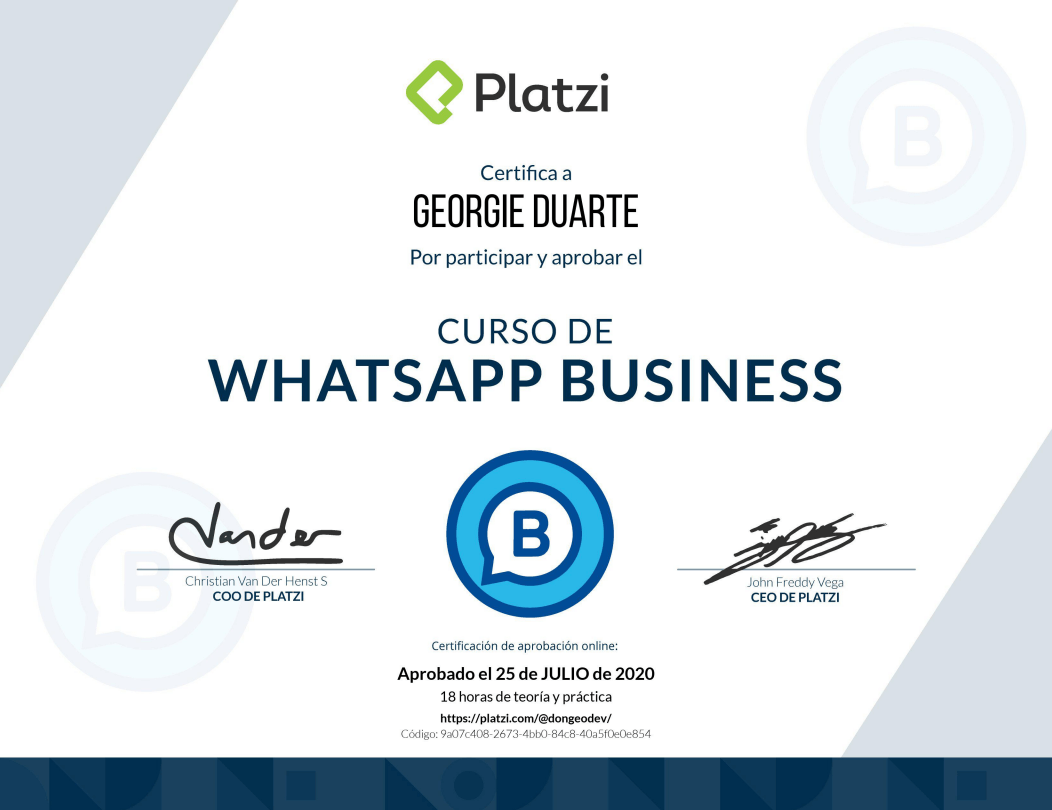 Platzi
Certifica a
GEORGIE DUARTE
Por participar y aprobar el
CURSO DE
WHATSAPP BUSINESS
B
B
B
Vander
Christian Van Der Henst S
COO DE PLATZI
John Freddy Vega
CEO DE PLATZI
Certificación de aprobación online:
Aprobado el 25 de JULIO de 2020
18 horas de teoría y práctica
https://platzi.com/@dongeodev/
Código: 9a07c408-2673-4bb0-84c8-40a5f0e0e854